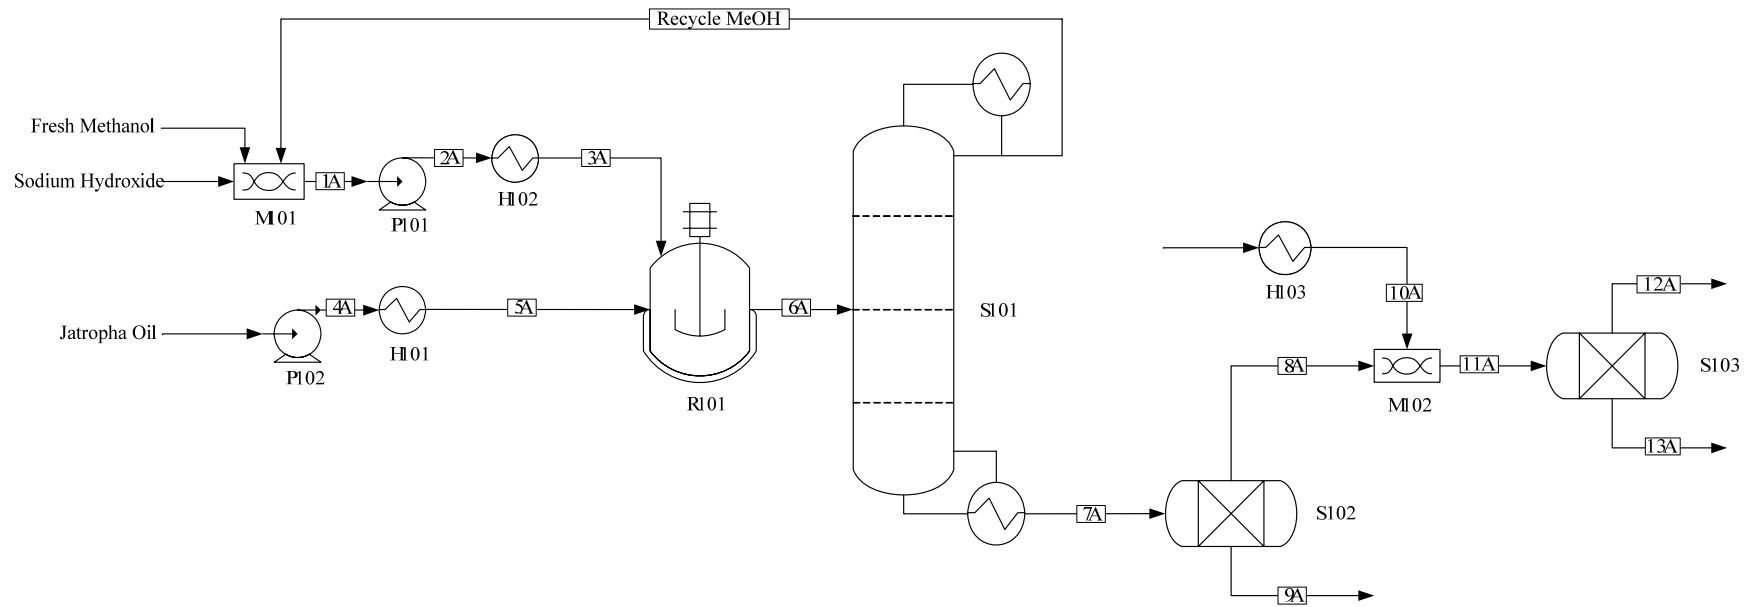 Recycle MeOH
Fresh Methanol
Sodium Hydroxide
M101
1A
P101
2A
H102
3A
Jatropha Oil
P102
4A
H101
5A
R101
6A
S101
7A
S102
8A
9A
H103
10A
M102
11A
12A
S103
13A